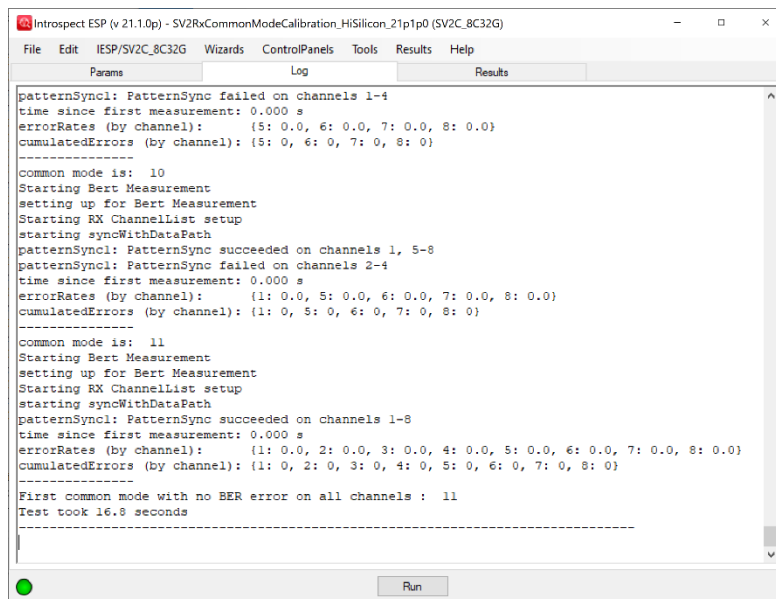 Introspect ESP (v 21.1.0p) - SV2RxCommonModeCalibration_HiSilicon_21p1p0 (SV2C_8C32G)
File Edit IESP/SV2C_8C32G Wizards ControlPanels Tools Results Help
Params Log Results
patternSync1: PatternSync failed on channels 1-4
time since first measurement: 0.000 s
errorRates (by channel): {5: 0.0, 6: 0.0, 7: 0.0, 8: 0.0}
cumulatedErrors (by channel): {5: 0, 6: 0, 7: 0, 8: 0}
---------------
common mode is: 10
Starting Bert Measurement
setting up for Bert Measurement
Starting RX ChannelList setup
starting syncWithDataPath
patternSync1: PatternSync succeeded on channels 1, 5-8
patternSync1: PatternSync failed on channels 2-4
time since first measurement: 0.000 s
errorRates (by channel): {1: 0.0, 5: 0.0, 6: 0.0, 7: 0.0, 8: 0.0}
cumulatedErrors (by channel): {1: 0, 5: 0, 6: 0, 7: 0, 8: 0}
---------------
common mode is: 11
Starting Bert Measurement
setting up for Bert Measurement
Starting RX ChannelList setup
starting syncWithDataPath
patternSync1: PatternSync succeeded on channels 1-8
time since first measurement: 0.000 s
errorRates (by channel): {1: 0.0, 2: 0.0, 3: 0.0, 4: 0.0, 5: 0.0, 6: 0.0, 7: 0.0, 8: 0.0}
cumulatedErrors (by channel): {1: 0, 2: 0, 3: 0, 4: 0, 5: 0, 6: 0, 7: 0, 8: 0}
---------------
First common mode with no BER error on all channels : 11
Test took 16.8 seconds
--------------------------------------------------------------------------------
Run